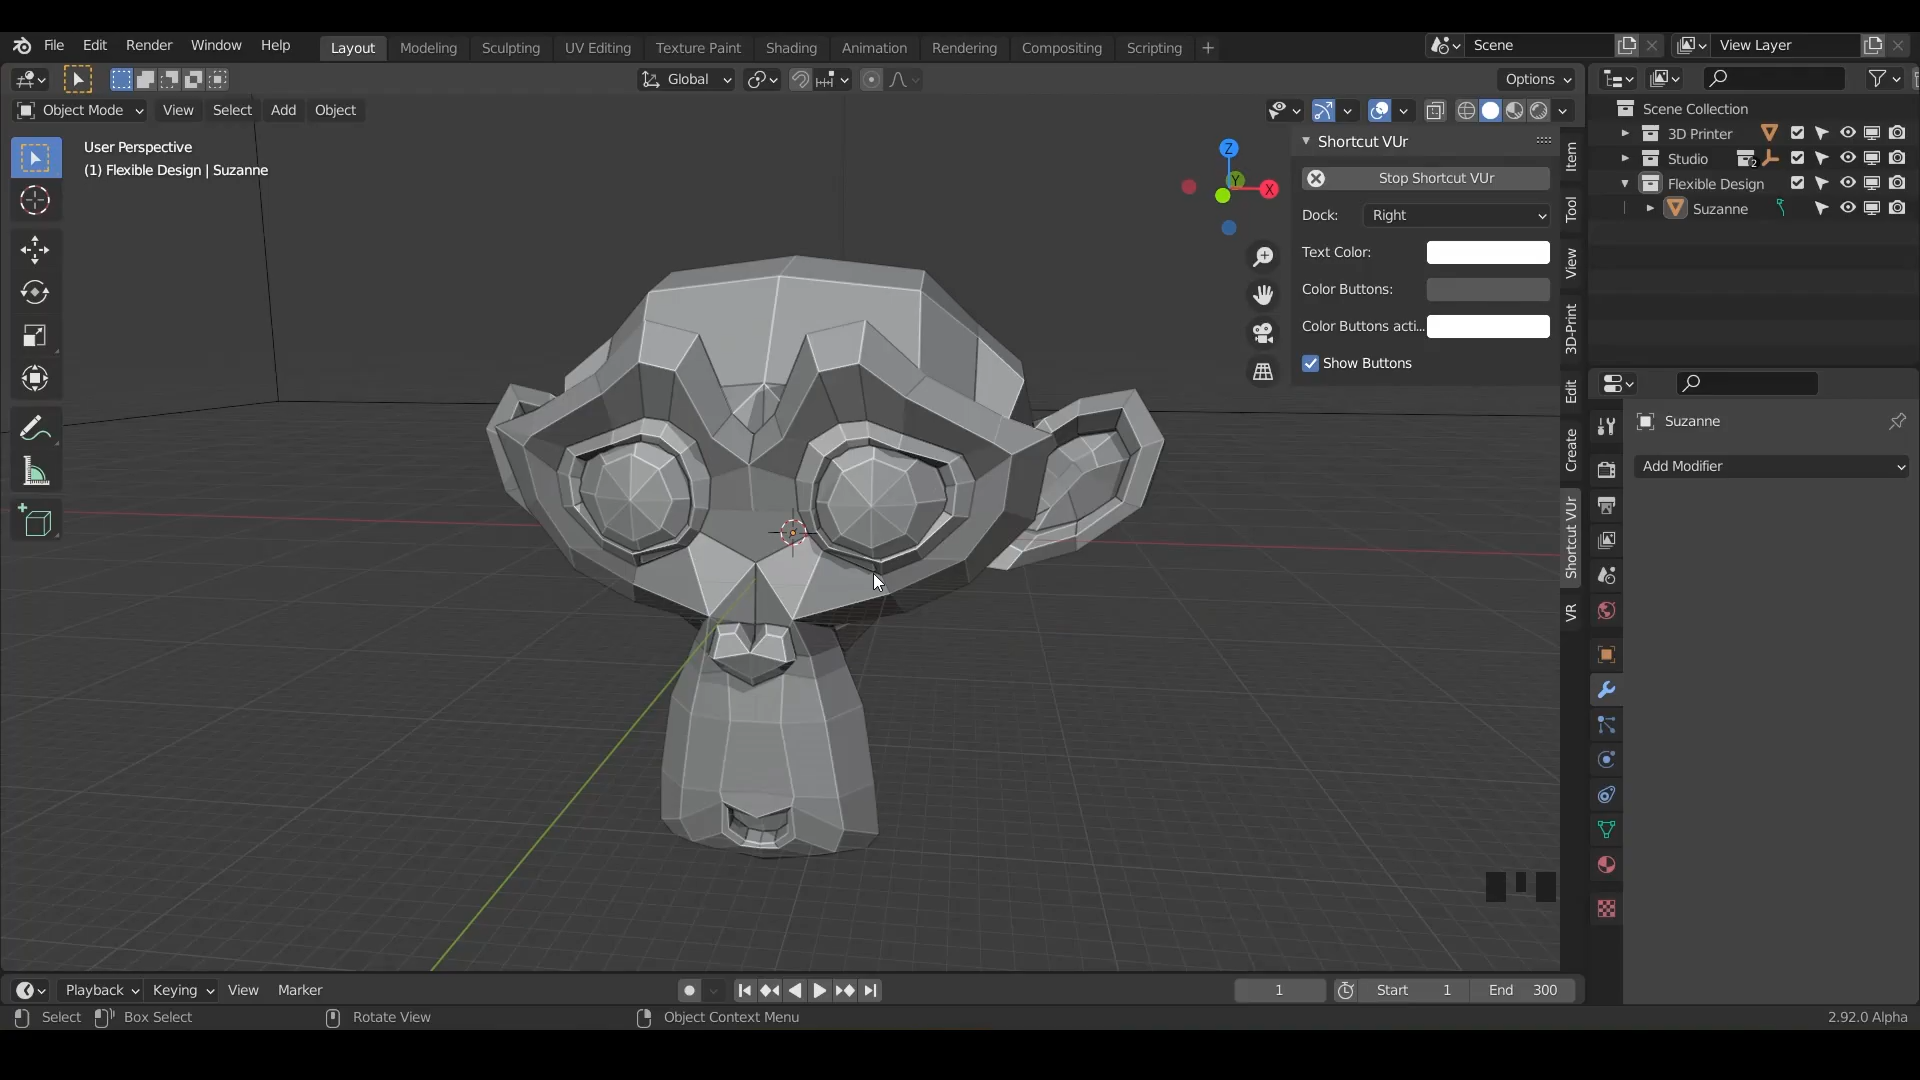 File Edit Render Window Help Layout Modeling Sculpting UV Editing Texture Paint Shading Animation Rendering Compositing Scripting + Scene View Layer
Global Options
Object Mode View Select Add Object
User Perspective
(1) Flexible Design | Suzanne
Z
Y
X
Shortcut VUr
Stop Shortcut VUr
Dock: Right
Text Color:
Color Buttons:
Color Buttons acti...
Show Buttons
Item
Tool
View
3D-Print
Edit
Create
Shortcut VUr
VR
Scene Collection
3D Printer
Studio 2
Flexible Design
Suzanne
Suzanne
Add Modifier
Playback Keying View Marker 1 Start 1 End 300
Select Box Select Rotate View Object Context Menu 2.92.0 Alpha